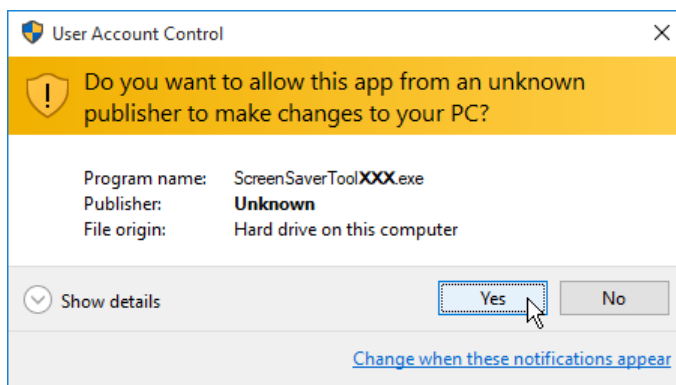 User Account Control
Do you want to allow this app from an unknown
publisher to make changes to your PC?
Program name: ScreenSaverToolXXX.exe
Publisher: Unknown
File origin: Hard drive on this computer
Show details Yes No
Change when these notifications appear